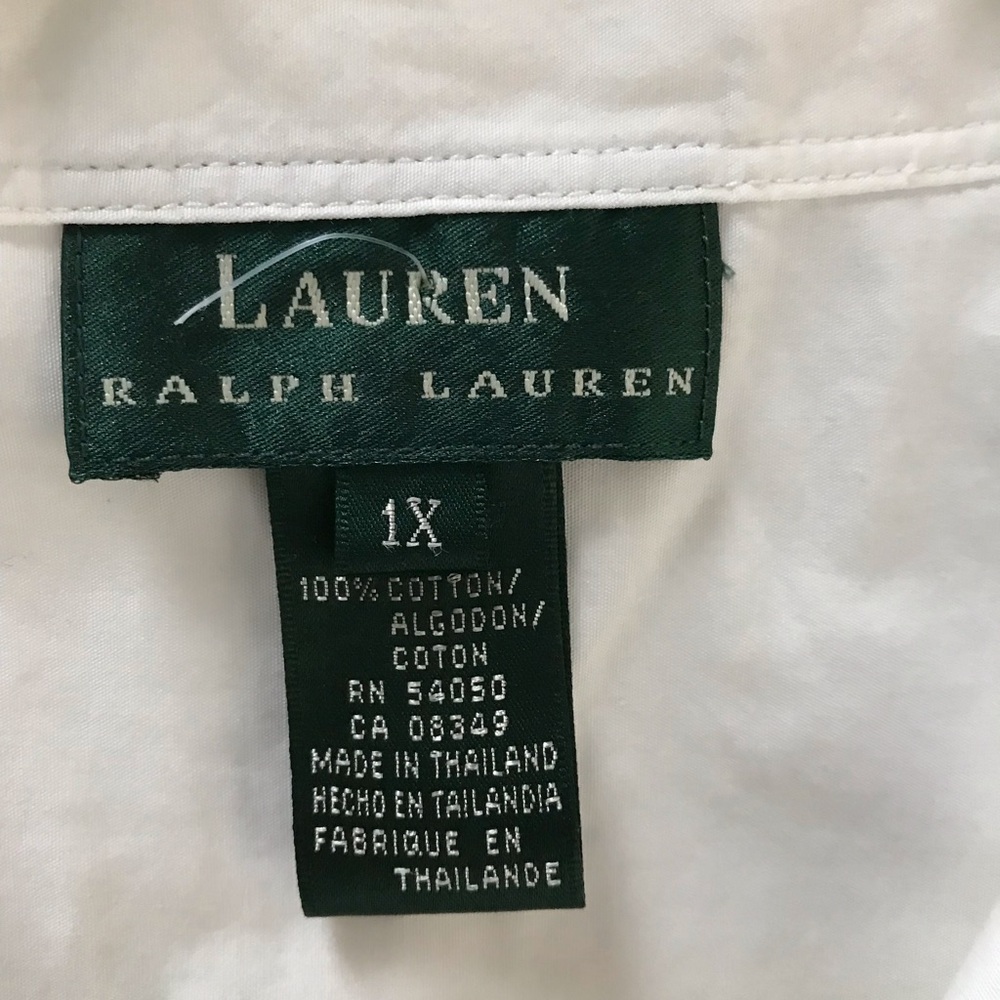 LAUREN
RALPH LAUREN
1X
100% COTTON/
ALGODON/
COTON
RN 54050
CA 08349
MADE IN THAILAND
HECHO EN TAILANDIA
FABRIQUE EN
THAILANDE